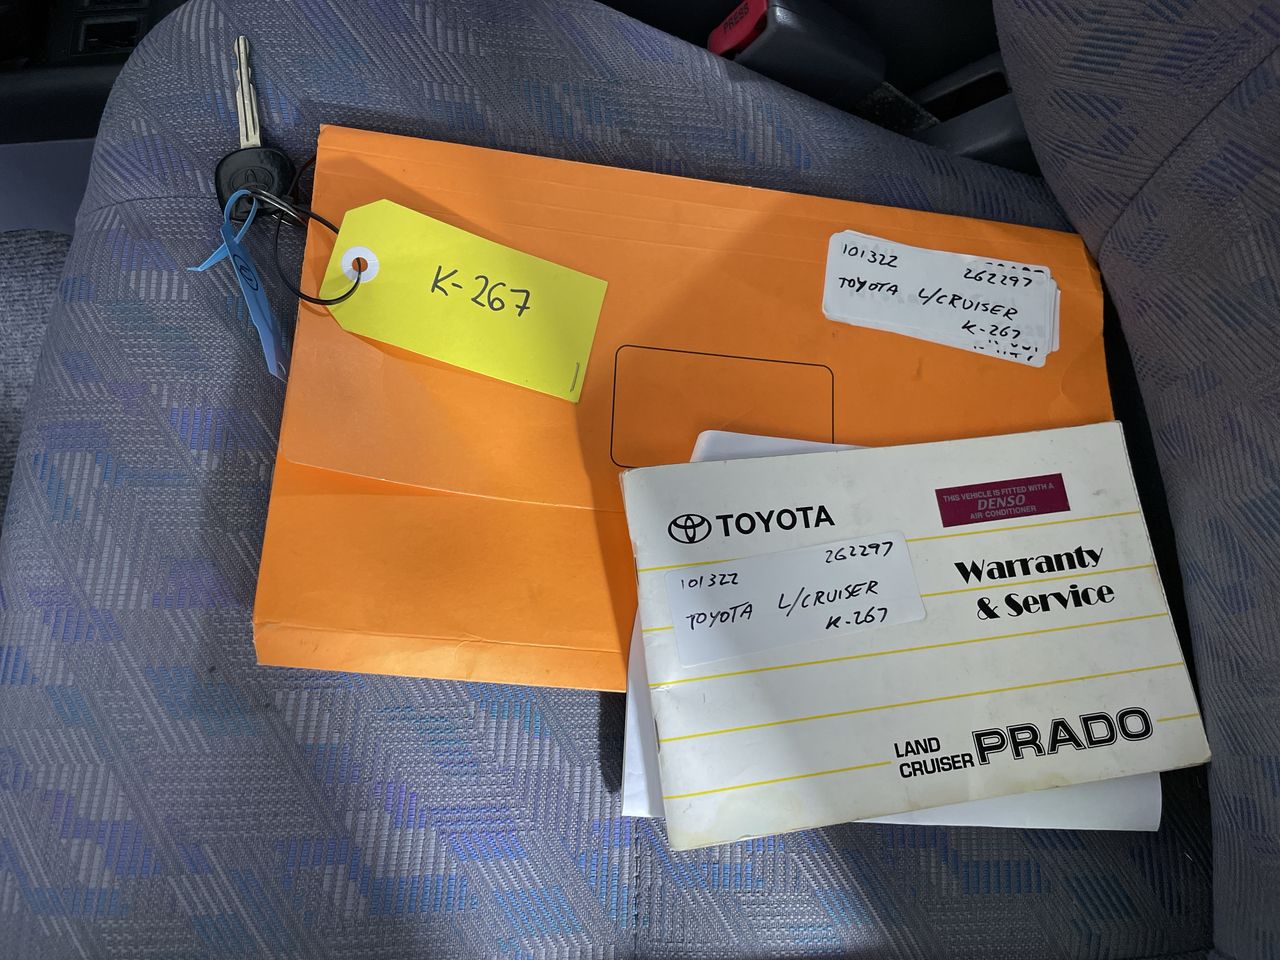 PRESS
K-267
101322 262297
TOYOTA L/CRUISER
K-267
TOYOTA
THIS VEHICLE IS FITTED WITH A
DENSO
AIR CONDITIONER
Warranty
& Service
101322 262297
TOYOTA L/CRUISER
K-267
LAND
CRUISER PRADO